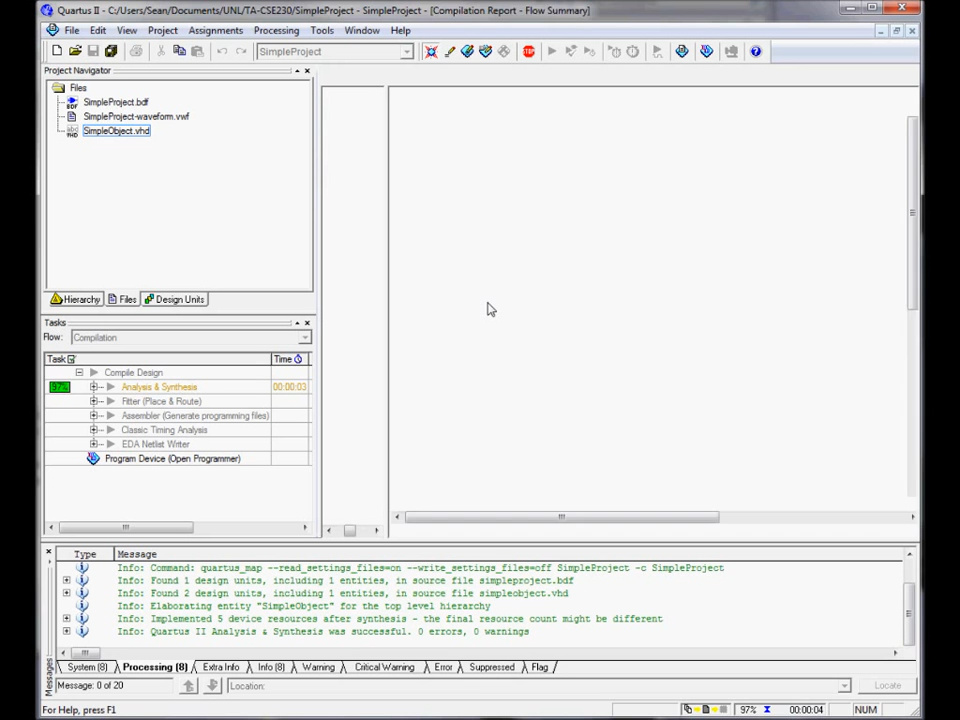 Quartus II - C:/Users/Sean/Documents/UNL/TA-CSE230/SimpleProject - SimpleProject - [Compilation Report - Flow Summary]
File Edit View Project Assignments Processing Tools Window Help
SimpleProject
Project Navigator
Files
SimpleProject.bdf
SimpleProject-waveform.vwf
SimpleObject.vhd
Hierarchy Files Design Units
Tasks
Flow: Compilation
Task Time
Compile Design
97% Analysis & Synthesis 00:00:03
Fitter (Place & Route)
Assembler (Generate programming files)
Classic Timing Analysis
EDA Netlist Writer
Program Device (Open Programmer)
Type Message
Info: Command: quartus_map --read_settings_files=on --write_settings_files=off SimpleProject -c SimpleProject
Info: Found 1 design units, including 1 entities, in source file simpleproject.bdf
Info: Found 2 design units, including 1 entities, in source file simpleobject.vhd
Info: Elaborating entity "SimpleObject" for the top level hierarchy
Info: Implemented 5 device resources after synthesis - the final resource count might be different
Info: Quartus II Analysis & Synthesis was successful. 0 errors, 0 warnings
System (8) Processing (8) Extra Info Info (8) Warning Critical Warning Error Suppressed Flag
Messages
Message: 0 of 20 Location: Locate
For Help, press F1 97% 00:00:04 NUM